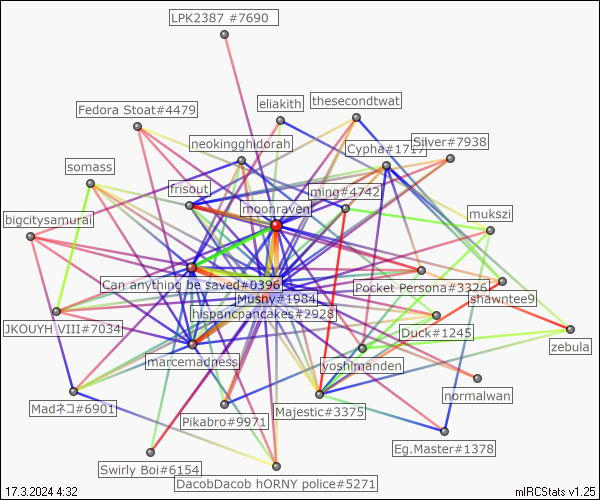 LPK2387 #7690
eliakith
thesecondtwat
Fedora Stoat#4479
neokingghidorah
Silver#7938
Cypha#1717
somass
frisout
ming#4742
moonraven
mukszi
bigcitysamurai
Can anything be saved#0396
Pocket Persona#3326
Mushy#1984
shawntee9
hispancpancakes#2928
JKOUYH VIII#7034
Duck#1245
zebula
marcemadness
yoshimanden
normalwan
Madネコ#6901
Majestic#3375
Pikabro#9971
Eg.Master#1378
Swirly Boi#6154
DacobDacob hORNY police#5271
17.3.2024 4:32
mIRCStats v1.25